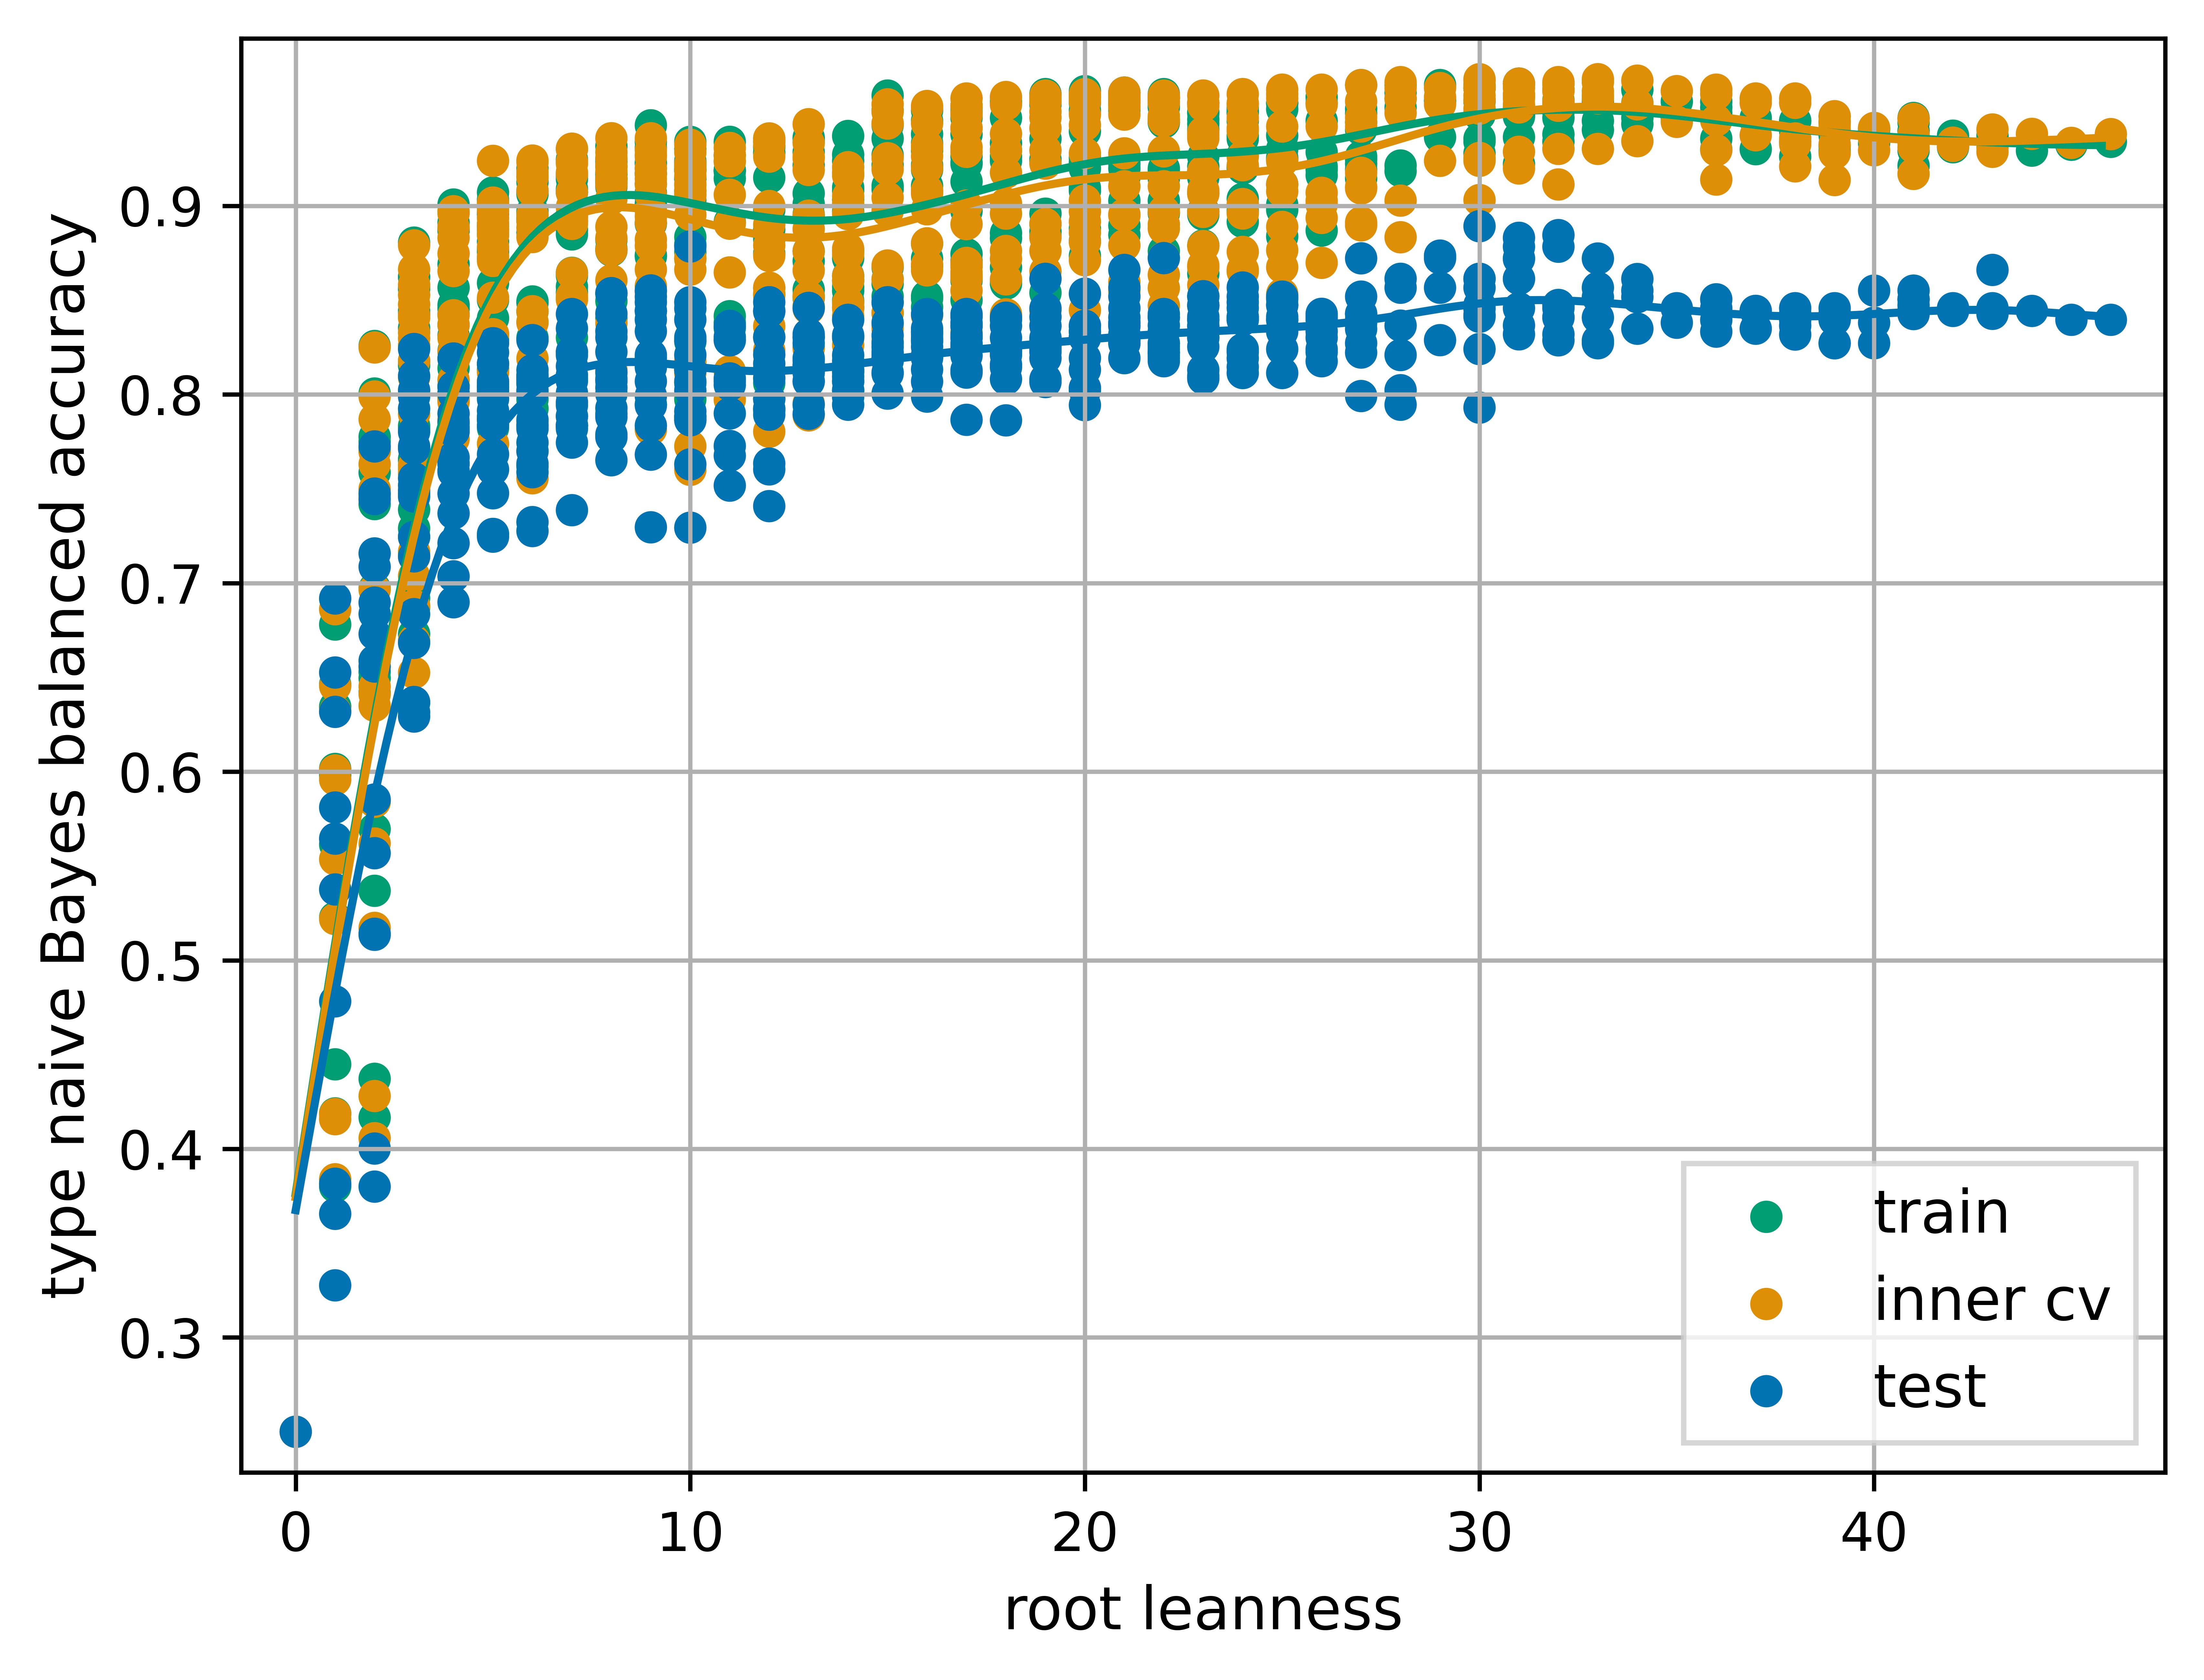 type naive Bayes balanced accuracy
0.9
0.8
0.7
0.6
0.5
0.4
0.3
0
10
20
30
40
root leanness
train
inner cv
test